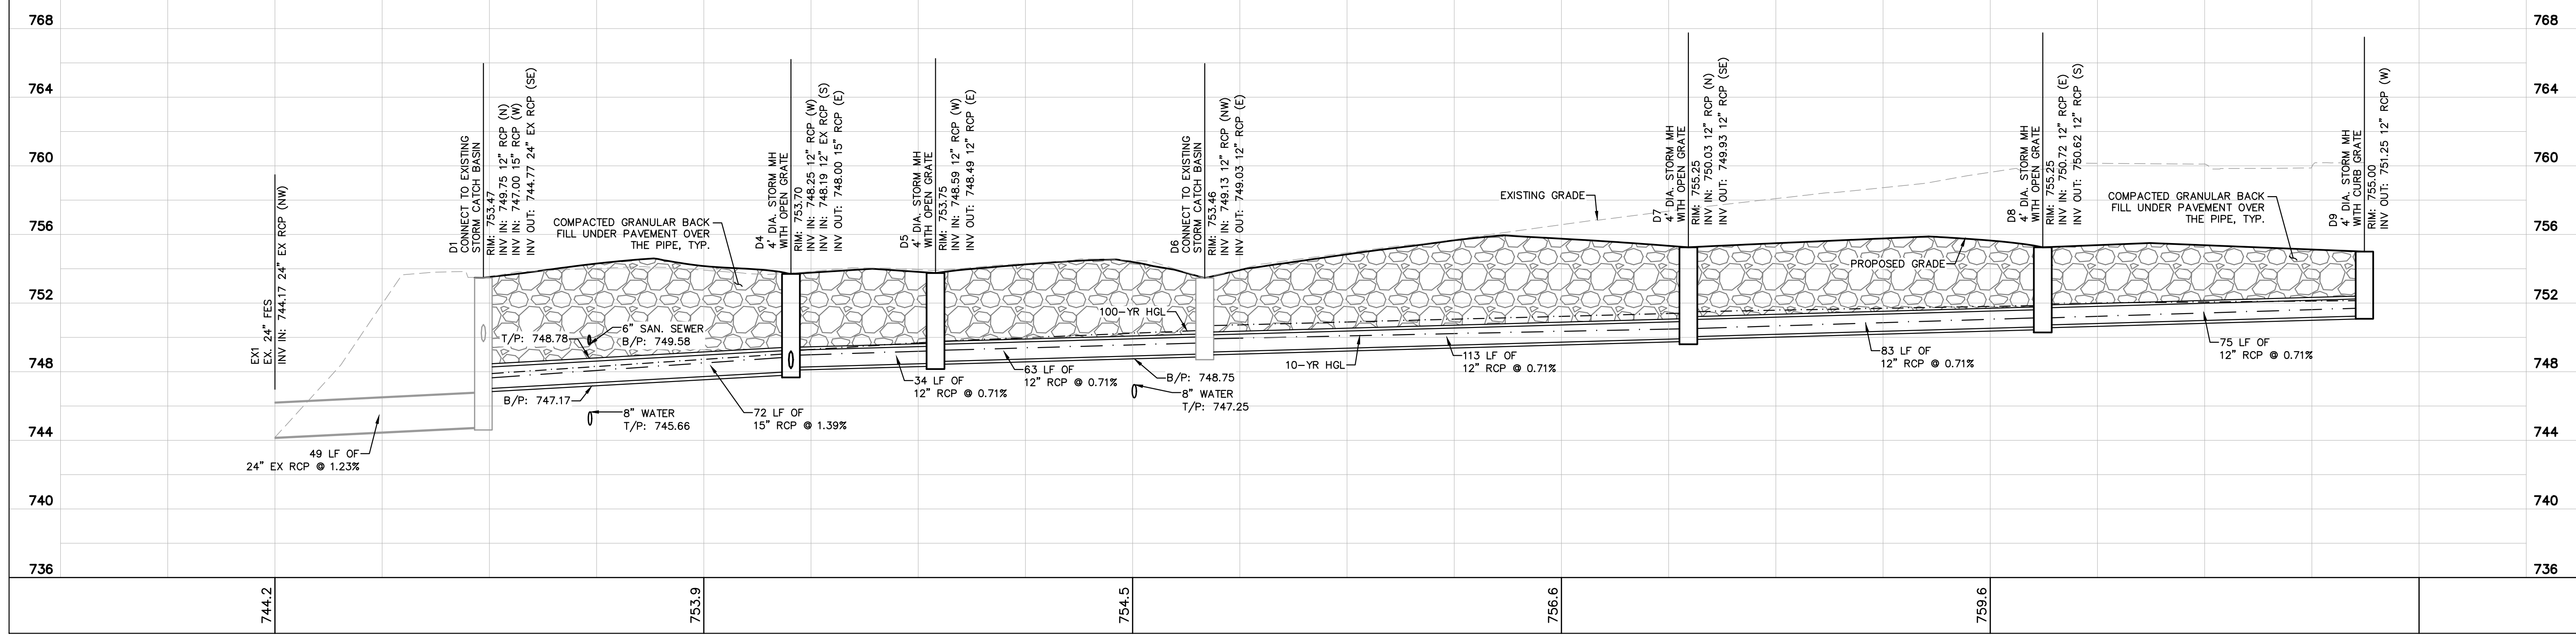 768
764
760
756
752
748
744
740
736
EX1
EX. 24" FES
INV IN: 744.17 24" EX RCP (NW)
49 LF OF
24" EX RCP @ 1.23%
D1
CONNECT TO EXISTING
STORM CATCH BASIN
RIM: 753.47
INV IN: 749.75 12" RCP (N)
INV IN: 747.00 15" RCP (W)
INV OUT: 744.77 24" EX RCP (SE)
COMPACTED GRANULAR BACK
FILL UNDER PAVEMENT OVER
THE PIPE, TYP.
T/P: 748.78
6" SAN. SEWER
B/P: 749.58
B/P: 747.17
8" WATER
T/P: 745.66
72 LF OF
15" RCP @ 1.39%
D4
4' DIA. STORM MH
WITH OPEN GRATE
RIM: 753.70
INV IN: 748.25 12" RCP (W)
INV IN: 748.19 12" EX RCP (S)
INV OUT: 748.00 15" RCP (E)
34 LF OF
12" RCP @ 0.71%
D5
4' DIA. STORM MH
WITH OPEN GRATE
RIM: 753.75
INV IN: 748.59 12" RCP (W)
INV OUT: 748.49 12" RCP (E)
63 LF OF
12" RCP @ 0.71%
100-YR HGL
B/P: 748.75
8" WATER
T/P: 747.25
D6
CONNECT TO EXISTING
STORM CATCH BASIN
RIM: 753.46
INV IN: 749.13 12" RCP (NW)
INV OUT: 749.03 12" RCP (E)
10-YR HGL
113 LF OF
12" RCP @ 0.71%
EXISTING GRADE
D7
4' DIA. STORM MH
WITH OPEN GRATE
RIM: 755.25
INV IN: 750.03 12" RCP (N)
INV OUT: 749.93 12" RCP (SE)
PROPOSED GRADE
83 LF OF
12" RCP @ 0.71%
D8
4' DIA. STORM MH
WITH OPEN GRATE
RIM: 755.25
INV IN: 750.72 12" RCP (E)
INV OUT: 750.62 12" RCP (S)
COMPACTED GRANULAR BACK
FILL UNDER PAVEMENT OVER
THE PIPE, TYP.
75 LF OF
12" RCP @ 0.71%
D9
4' DIA. STORM MH
WITH CURB GRATE
RIM: 755.00
INV OUT: 751.25 12" RCP (W)
768
764
760
756
752
748
744
740
736
744.2
753.9
754.5
756.6
759.6